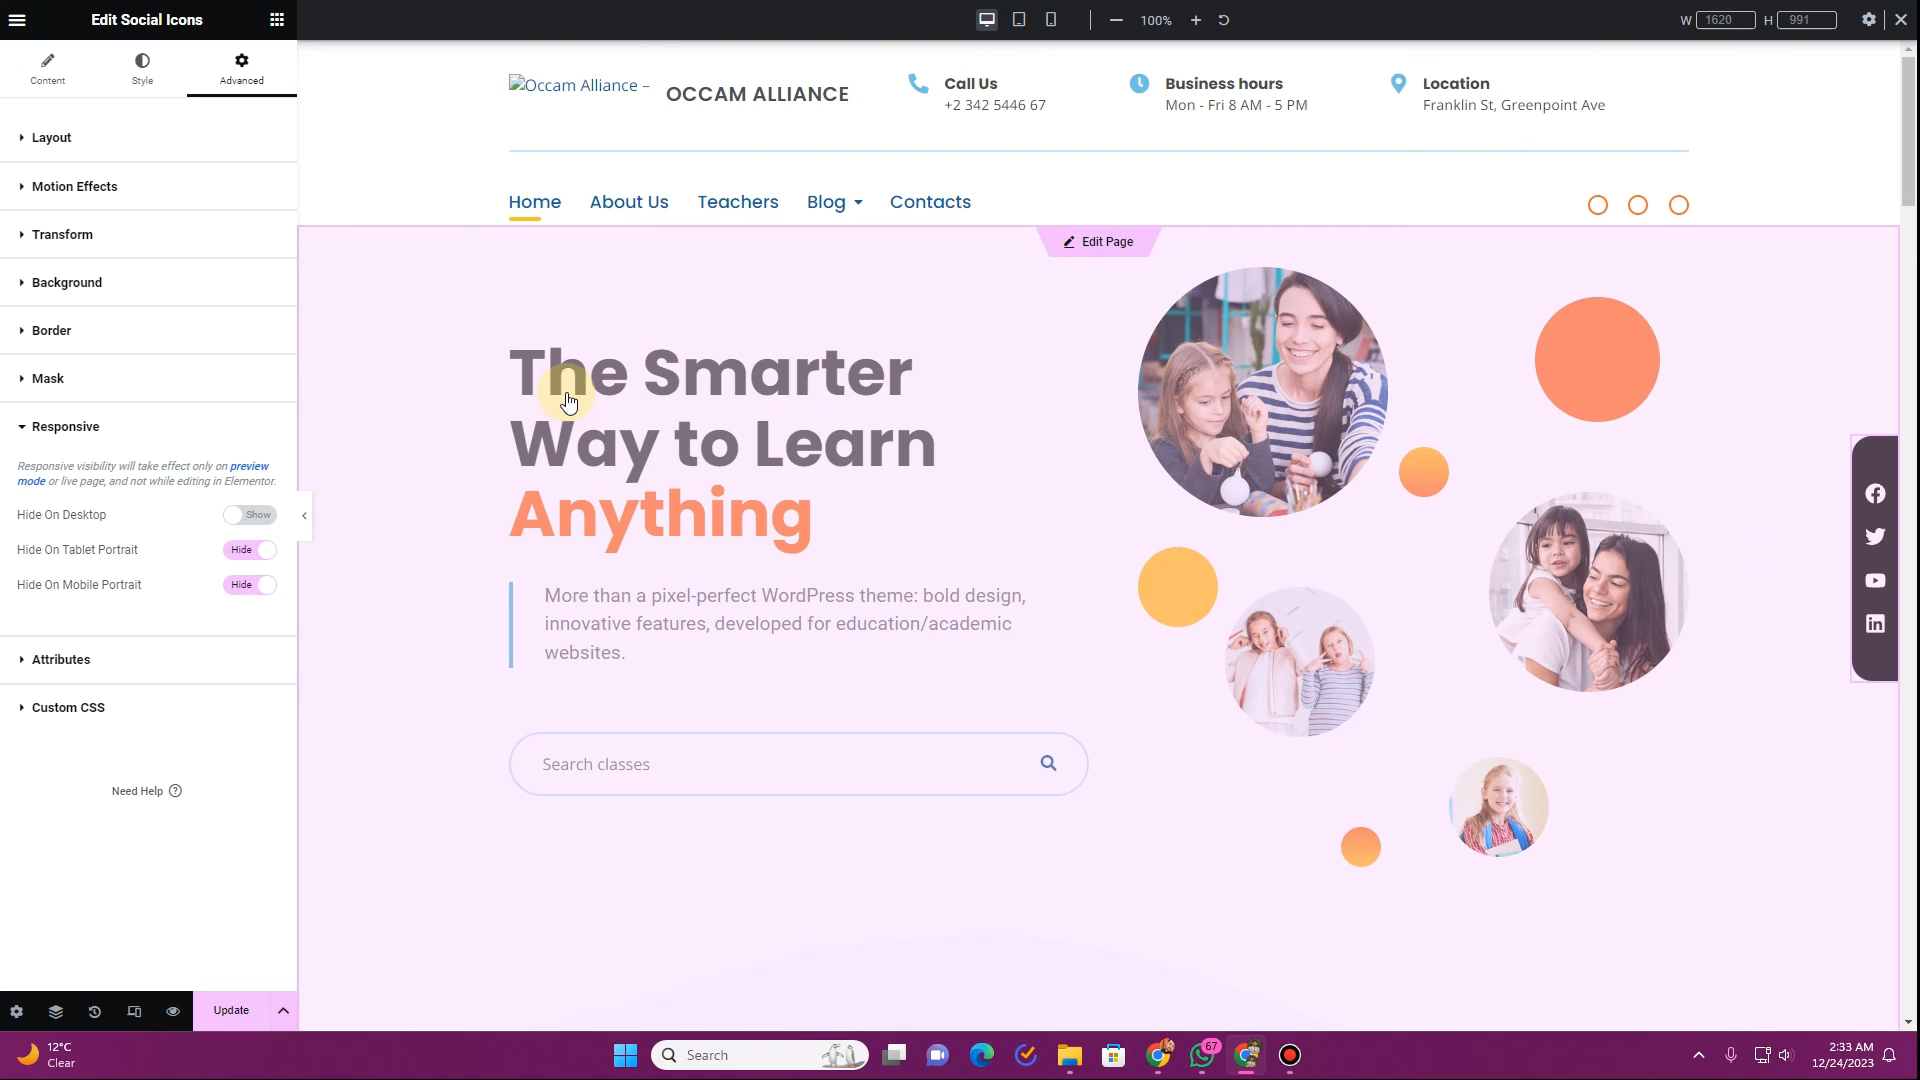 Edit Social Icons
100%
W 1620 H 991
Content
Style
Advanced
Layout
Motion Effects
Transform
Background
Border
Mask
Responsive
Responsive visibility will take effect only on preview
mode or live page, and not while editing in Elementor.
Hide On Desktop Show
Hide On Tablet Portrait Hide
Hide On Mobile Portrait Hide
Attributes
Custom CSS
Need Help ?
Update
Occam Alliance –
OCCAM ALLIANCE
Call Us
+2 342 5446 67
Business hours
Mon - Fri 8 AM - 5 PM
Location
Franklin St, Greenpoint Ave
Home About Us Teachers Blog Contacts
Edit Page
The Smarter
Way to Learn
Anything
More than a pixel-perfect WordPress theme: bold design,
innovative features, developed for education/academic
websites.
Search classes
12°C
Clear
Search
67
2:33 AM
12/24/2023